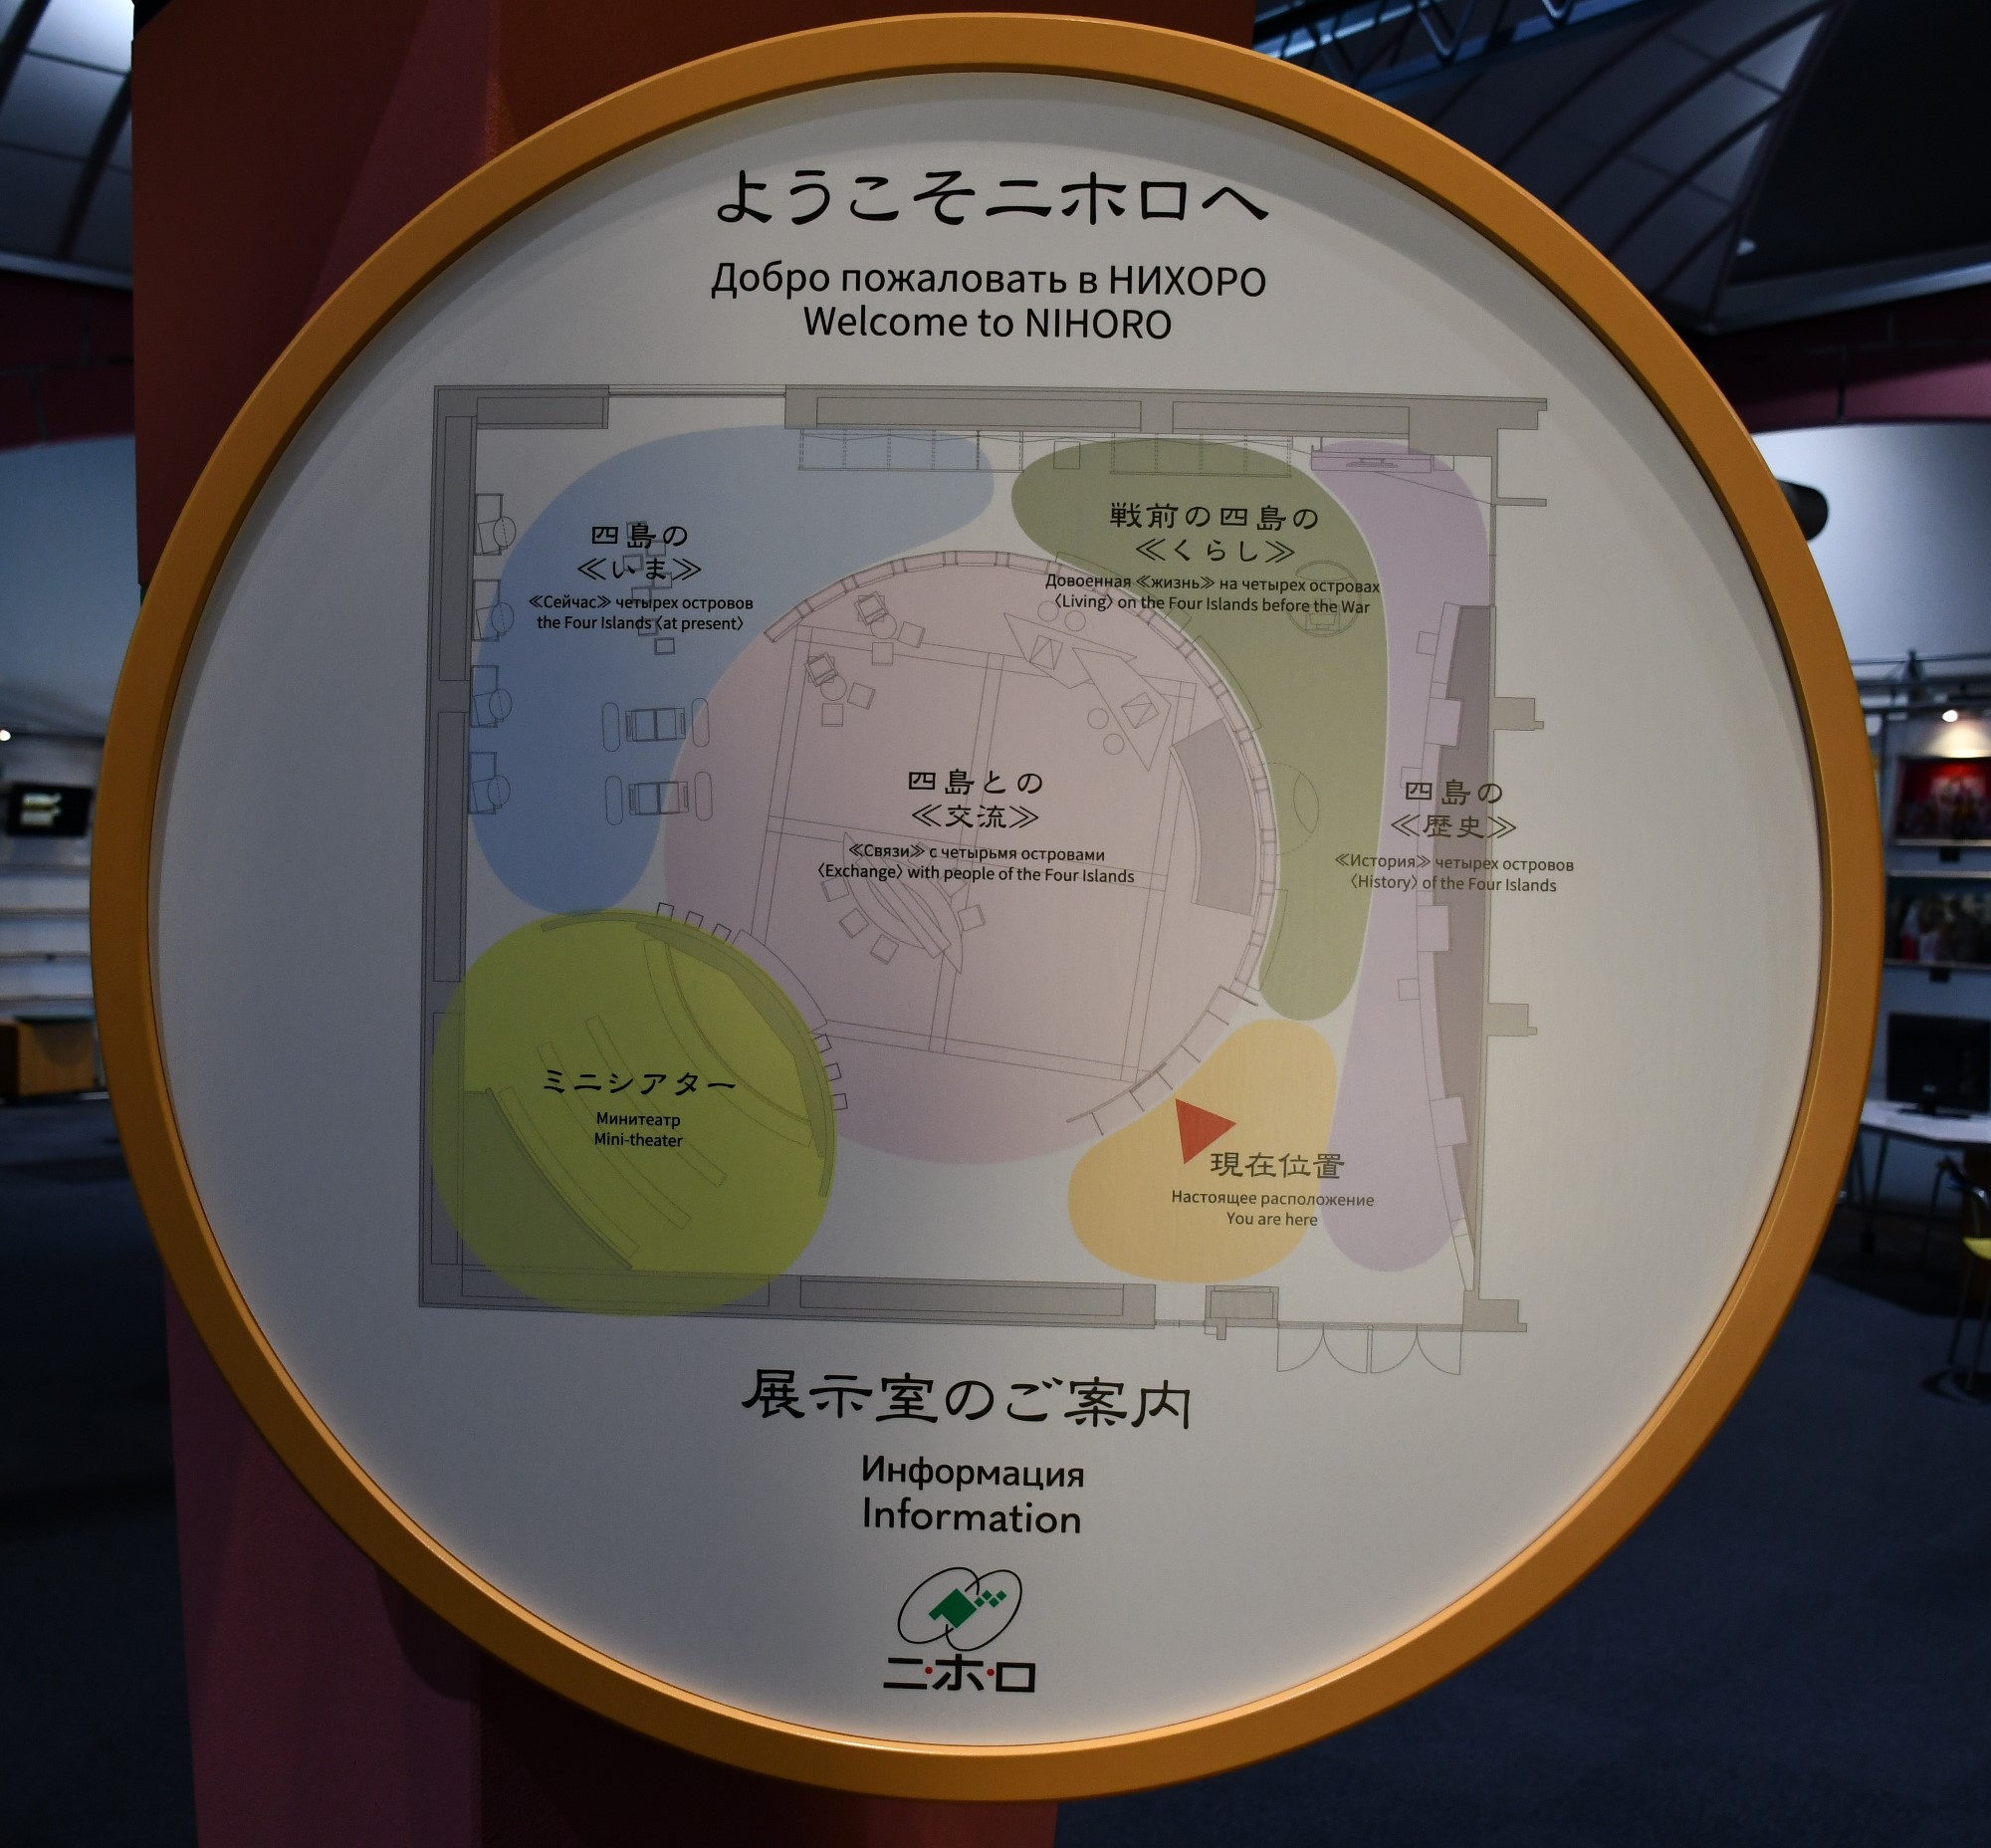 ようこそニホロへ
Добро пожаловать в НИХОРО
Welcome to NIHORO
四島の
≪いま≫
≪Сейчас≫ четырех островов
the Four Islands〈at present〉
戦前の四島の
≪くらし≫
Довоенная ≪жизнь≫ на четырех островах
〈Living〉on the Four Islands before the War
四島との
≪交流≫
≪Связи≫ с четырьмя островами
〈Exchange〉with people of the Four Islands
四島の
≪歴史≫
≪История≫ четырех островов
〈History〉of the Four Islands
ミニシアター
Минитеатр
Mini-theater
現在位置
Настоящее расположение
You are here
展示室のご案内
Информация
Information
ニ・ホ・ロ